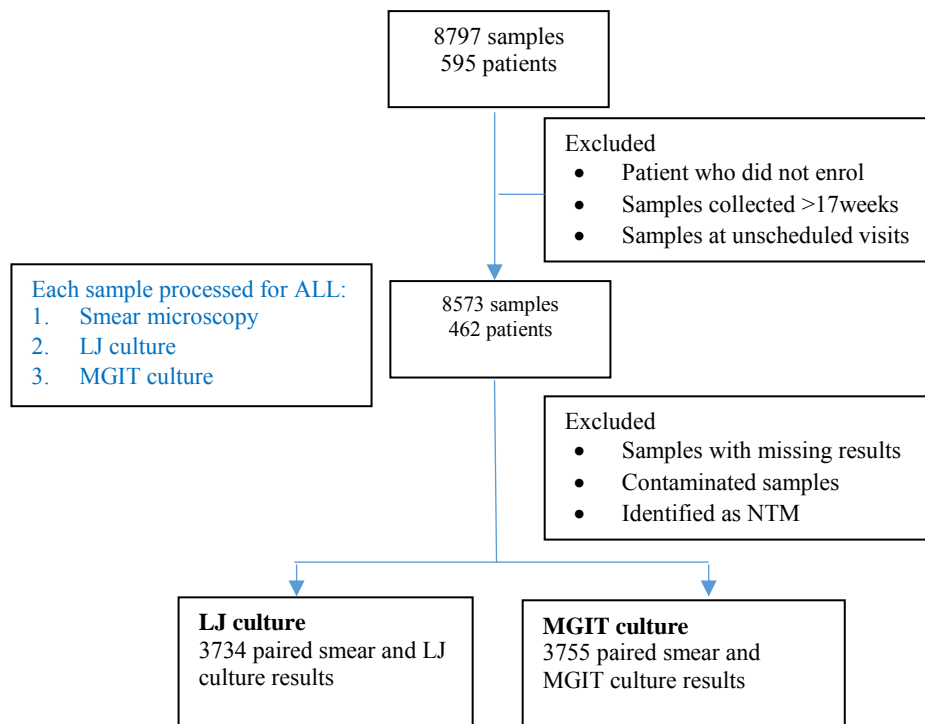 8797 samples
595 patients
Excluded
• Patient who did not enrol
• Samples collected >17weeks
• Samples at unscheduled visits
Each sample processed for ALL:
1. Smear microscopy
2. LJ culture
3. MGIT culture
8573 samples
462 patients
Excluded
• Samples with missing results
• Contaminated samples
• Identified as NTM
LJ culture
3734 paired smear and LJ
culture results
MGIT culture
3755 paired smear and
MGIT culture results